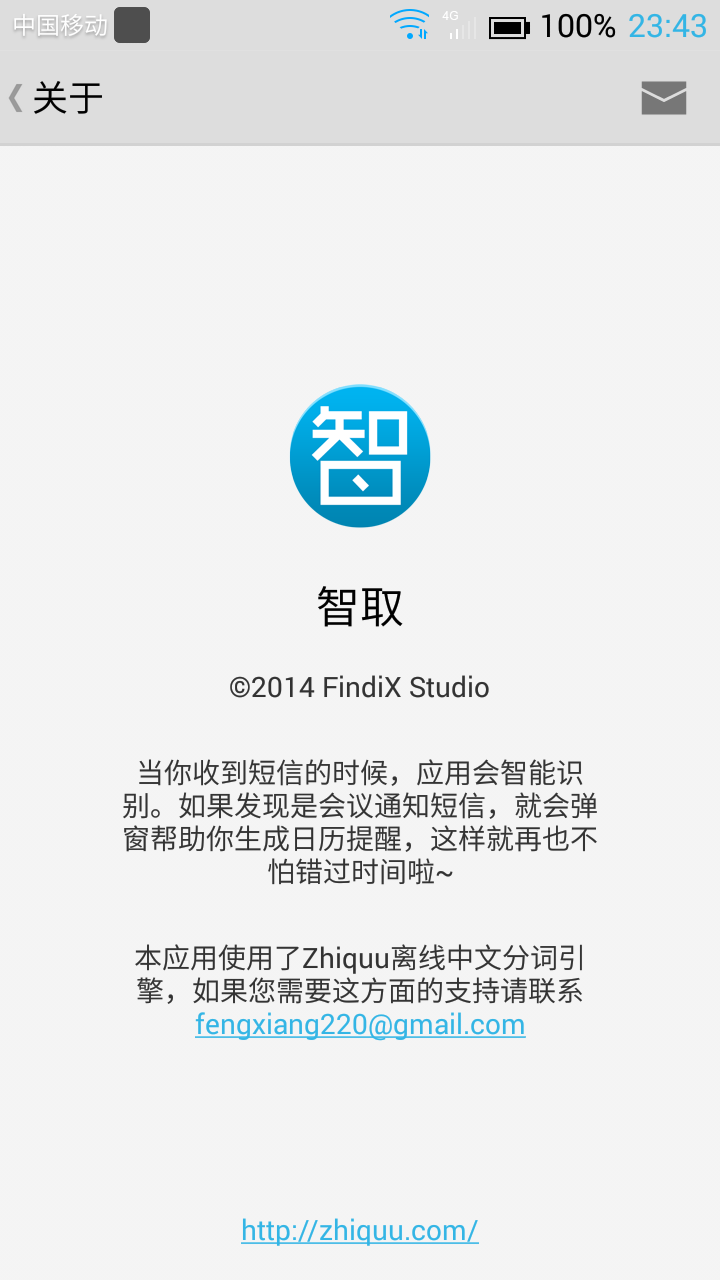 中国移动 4G 100% 23:43
关于
智
智取
©2014 FindiX Studio
当你收到短信的时候，应用会智能识
别。如果发现是会议通知短信，就会弹
窗帮助你生成日历提醒，这样就再也不
怕错过时间啦~
本应用使用了Zhiquu离线中文分词引
擎，如果您需要这方面的支持请联系
fengxiang220@gmail.com
http://zhiquu.com/